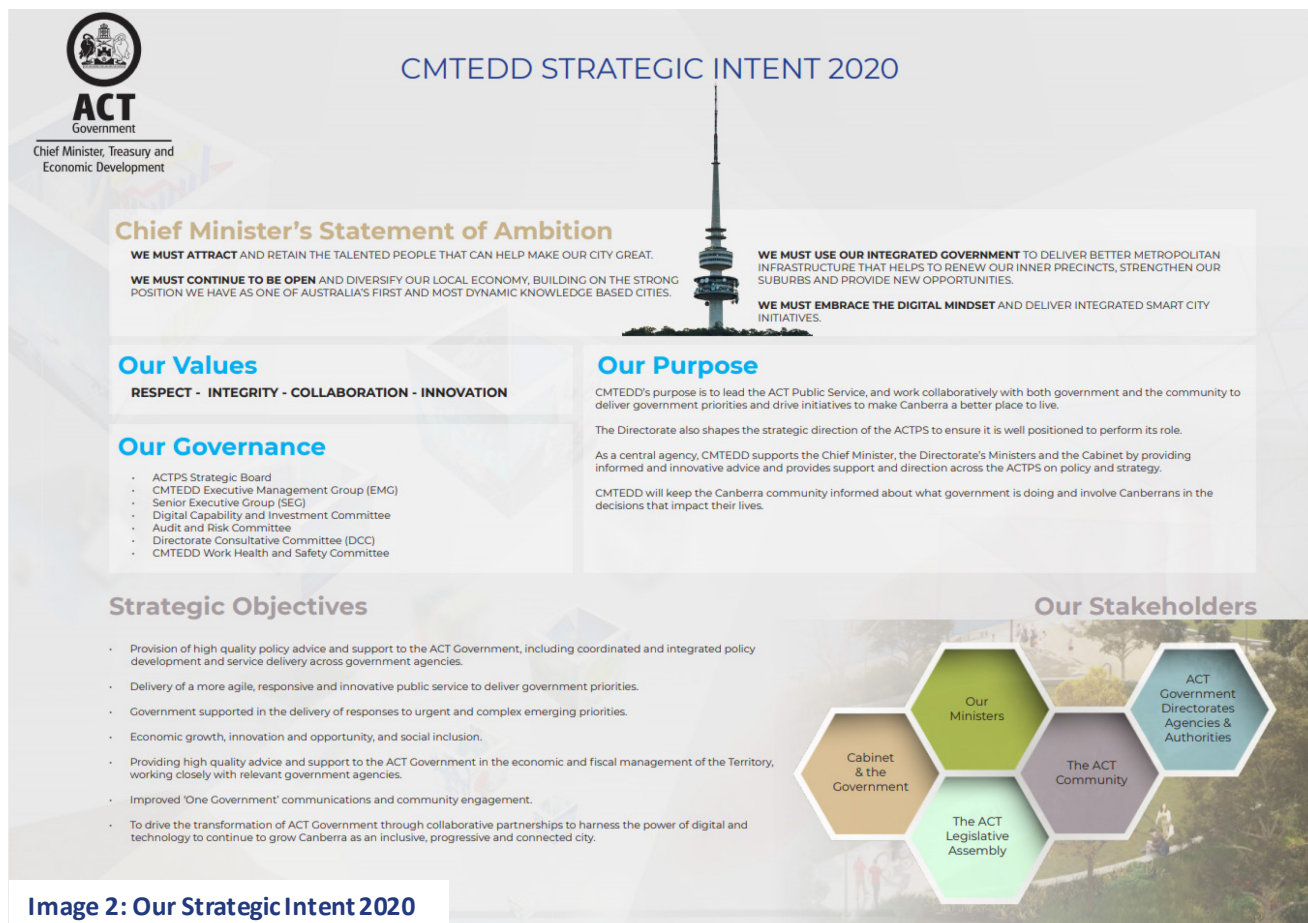 ACT
Government
Chief Minister, Treasury and
Economic Development
CMTEDD STRATEGIC INTENT 2020
Chief Minister's Statement of Ambition
WE MUST ATTRACT AND RETAIN THE TALENTED PEOPLE THAT CAN HELP MAKE OUR CITY GREAT.
WE MUST CONTINUE TO BE OPEN AND DIVERSIFY OUR LOCAL ECONOMY, BUILDING ON THE STRONG
POSITION WE HAVE AS ONE OF AUSTRALIA'S FIRST AND MOST DYNAMIC KNOWLEDGE BASED CITIES.
WE MUST USE OUR INTEGRATED GOVERNMENT TO DELIVER BETTER METROPOLITAN
INFRASTRUCTURE THAT HELPS TO RENEW OUR INNER PRECINCTS, STRENGTHEN OUR
SUBURBS AND PROVIDE NEW OPPORTUNITIES.
WE MUST EMBRACE THE DIGITAL MINDSET AND DELIVER INTEGRATED SMART CITY
INITIATIVES.
Our Values
RESPECT - INTEGRITY - COLLABORATION - INNOVATION
Our Governance
• ACTPS Strategic Board
• CMTEDD Executive Management Group (EMG)
• Senior Executive Group (SEG)
• Digital Capability and Investment Committee
• Audit and Risk Committee
• Directorate Consultative Committee (DCC)
• CMTEDD Work Health and Safety Committee
Our Purpose
CMTEDD's purpose is to lead the ACT Public Service, and work collaboratively with both government and the community to
deliver government priorities and drive initiatives to make Canberra a better place to live.
The Directorate also shapes the strategic direction of the ACTPS to ensure it is well positioned to perform its role.
As a central agency, CMTEDD supports the Chief Minister, the Directorate's Ministers and the Cabinet by providing
informed and innovative advice and provides support and direction across the ACTPS on policy and strategy.
CMTEDD will keep the Canberra community informed about what government is doing and involve Canberrans in the
decisions that impact their lives.
Strategic Objectives
• Provision of high quality policy advice and support to the ACT Government, including coordinated and integrated policy
development and service delivery across government agencies.
• Delivery of a more agile, responsive and innovative public service to deliver government priorities.
• Government supported in the delivery of responses to urgent and complex emerging priorities.
• Economic growth, innovation and opportunity, and social inclusion.
• Providing high quality advice and support to the ACT Government in the economic and fiscal management of the Territory,
working closely with relevant government agencies.
• Improved 'One Government' communications and community engagement.
• To drive the transformation of ACT Government through collaborative partnerships to harness the power of digital and
technology to continue to grow Canberra as an inclusive, progressive and connected city.
Our Stakeholders
Cabinet
& the
Government
Our
Ministers
The ACT
Legislative
Assembly
The ACT
Community
ACT
Government
Directorates
Agencies &
Authorities
Image 2: Our Strategic Intent 2020